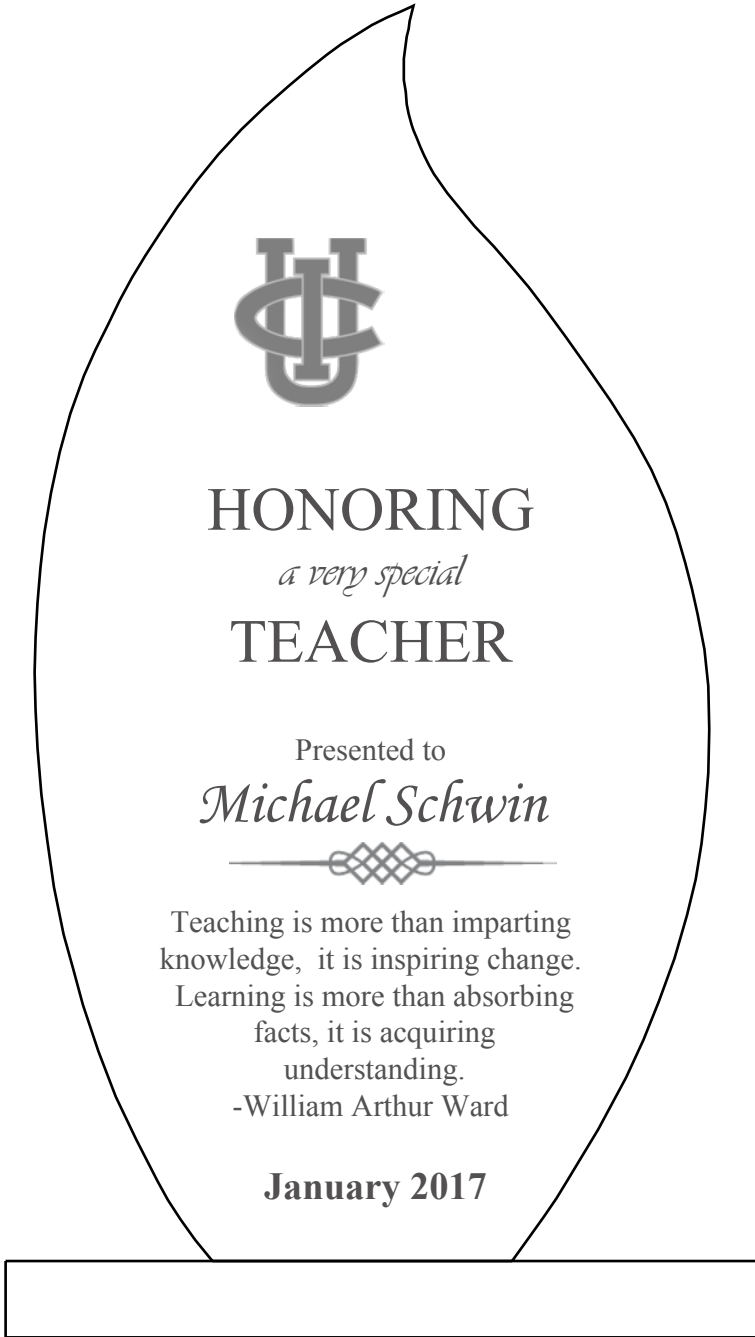 UCI
HONORING
a very special
TEACHER
Presented to
Michael Schwin
Teaching is more than imparting
knowledge,  it is inspiring change.
Learning is more than absorbing
facts, it is acquiring
understanding.
-William Arthur Ward
January 2017